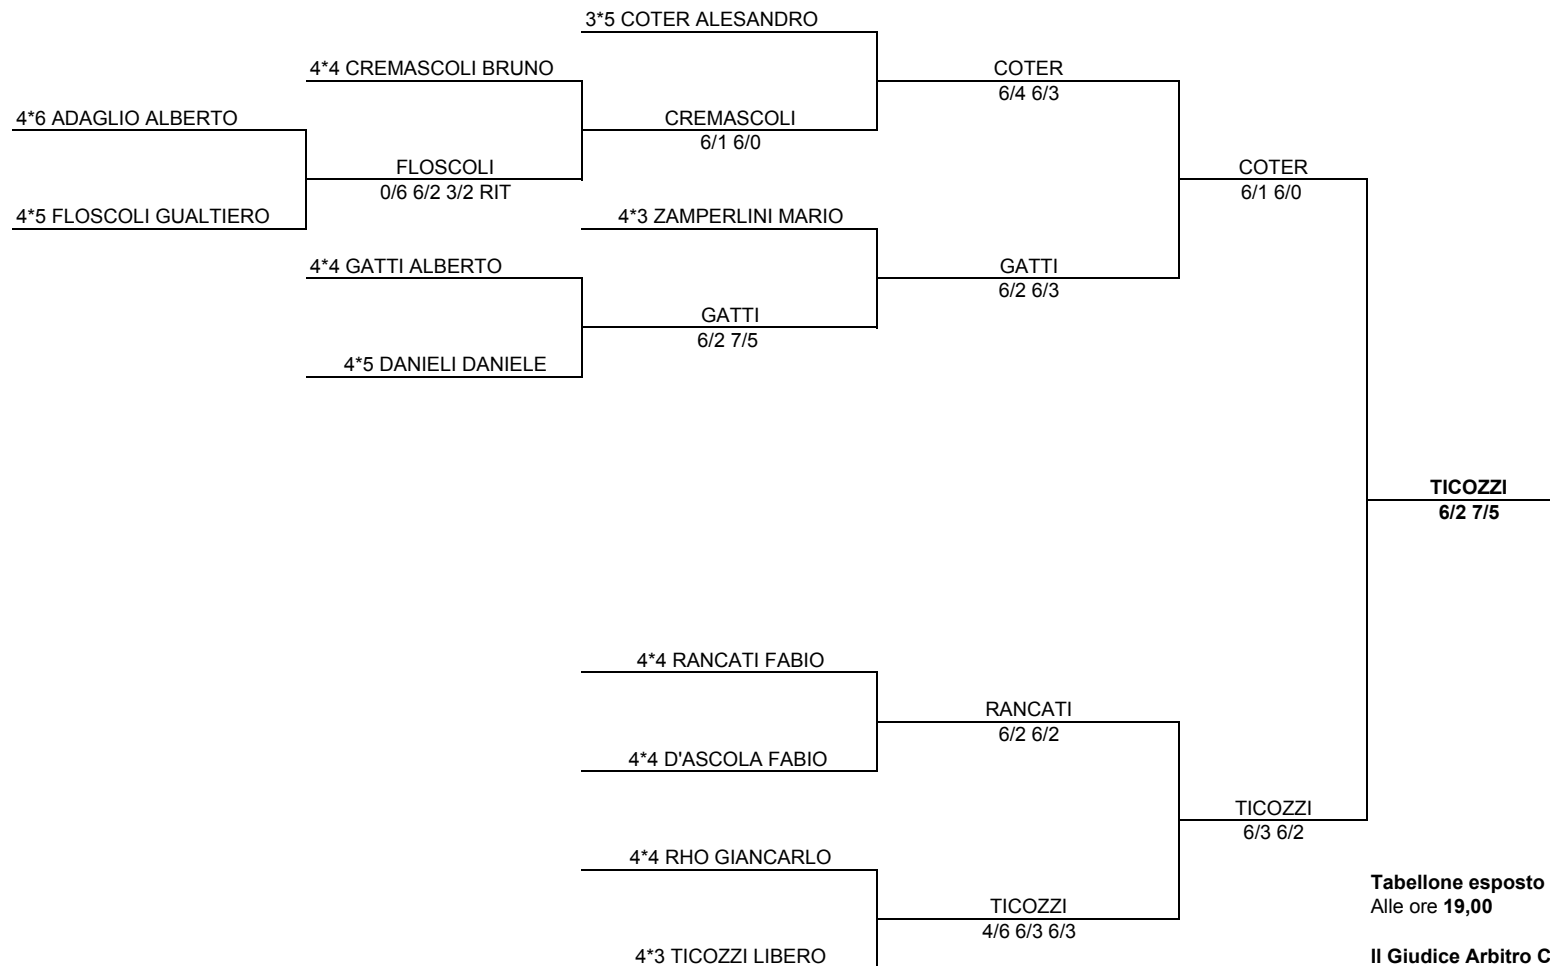 3*5 COTER ALESANDRO
4*4 CREMASCOLI BRUNO
COTER
6/4 6/3
4*6 ADAGLIO ALBERTO
CREMASCOLI
6/1 6/0
FLOSCOLI
0/6 6/2 3/2 RIT
COTER
6/1 6/0
4*5 FLOSCOLI GUALTIERO
4*3 ZAMPERLINI MARIO
4*4 GATTI ALBERTO
GATTI
6/2 6/3
GATTI
6/2 7/5
4*5 DANIELI DANIELE
TICOZZI
6/2 7/5
4*4 RANCATI FABIO
RANCATI
6/2 6/2
4*4 D'ASCOLA FABIO
TICOZZI
6/3 6/2
4*4 RHO GIANCARLO
Tabellone esposto
Alle ore 19,00
TICOZZI
4/6 6/3 6/3
4*3 TICOZZI LIBERO
Il Giudice Arbitro C